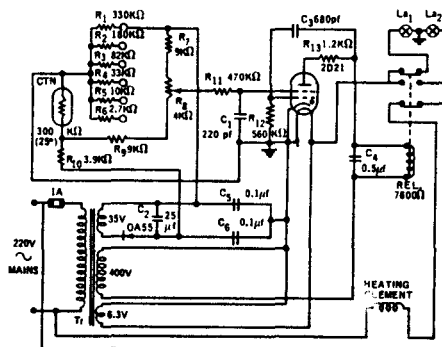 R1 330KΩ
R2 180KΩ
R3 82KΩ
R4 33KΩ
R5 10KΩ
R6 2.7KΩ
CTN
300 KΩ
(25°)
R10 3.9KΩ
R9 9KΩ
R7
9KΩ
R8
4KΩ
R11 470KΩ
C1
220 pf
R12
560 KΩ
C3 680pf
R13 1.2KΩ
2D21
La1
La2
C4
0.5μf
REL.
7600Ω
1A
220V
~
MAINS
Tr
35V
C2 25
μf
OA55
C5 0.1μf
C6 0.1μf
400V
6.3V
HEATING
ELEMENT